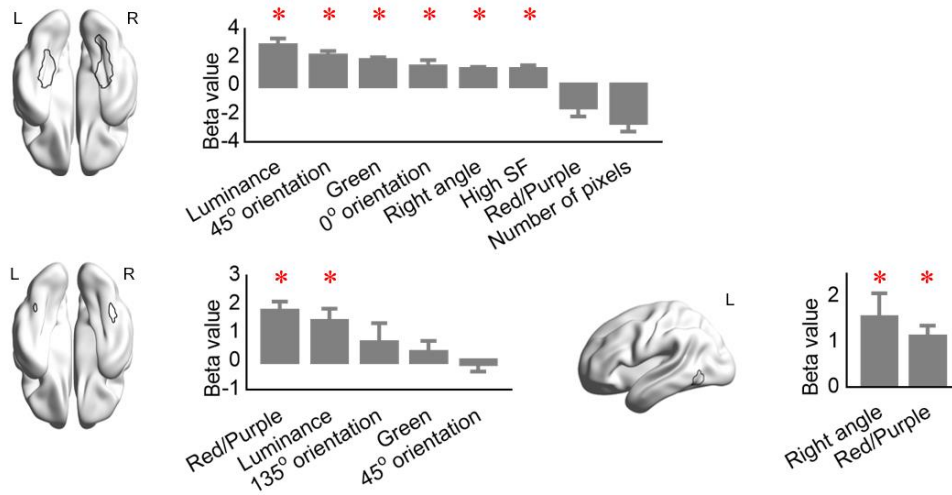 L
R
* * * * * *
Beta value
4
2
0
-2
-4
Luminance
45° orientation
Green
0° orientation
Right angle
High SF
Red/Purple
Number of pixels
L
R
* *
Beta value
3
2
1
0
-1
Red/Purple
Luminance
135° orientation
Green
45° orientation
L
* *
Beta value
2
1
0
Right angle
Red/Purple